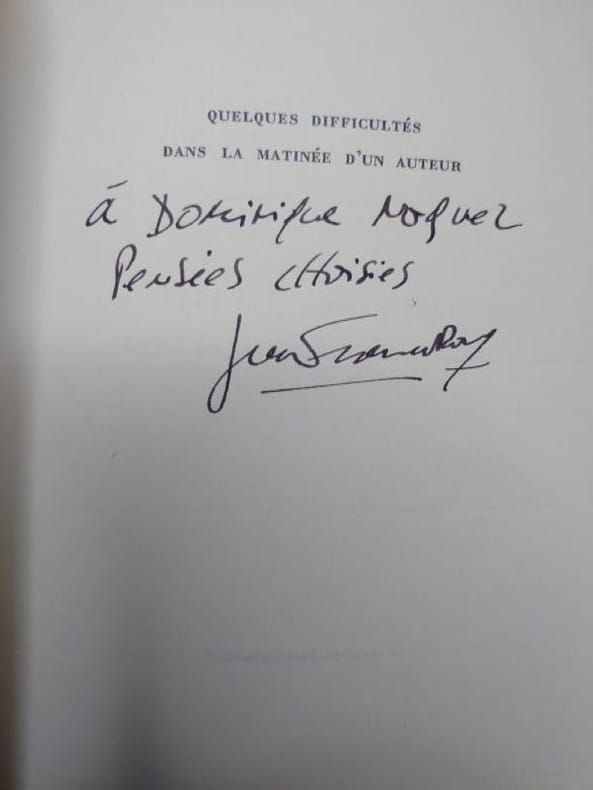 QUELQUES DIFFICULTÉS
DANS LA MATINÉE D'UN AUTEUR
à Dominique Noguez
Pensées choisies